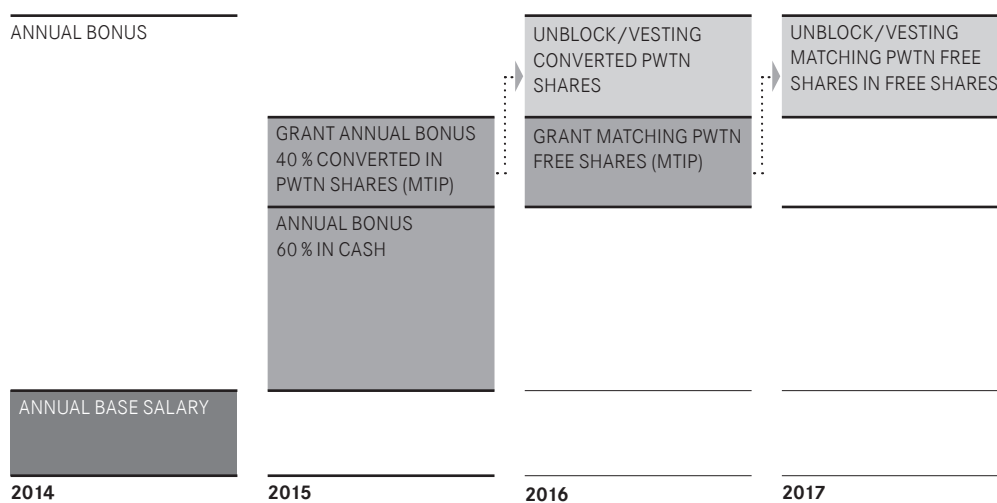 ANNUAL BONUS
ANNUAL BASE SALARY
2014
GRANT ANNUAL BONUS
40 % CONVERTED IN
PWTN SHARES (MTIP)
ANNUAL BONUS
60 % IN CASH
2015
UNBLOCK/VESTING
CONVERTED PWTN
SHARES
GRANT MATCHING PWTN
FREE SHARES (MTIP)
2016
UNBLOCK/VESTING
MATCHING PWTN FREE
SHARES IN FREE SHARES
2017